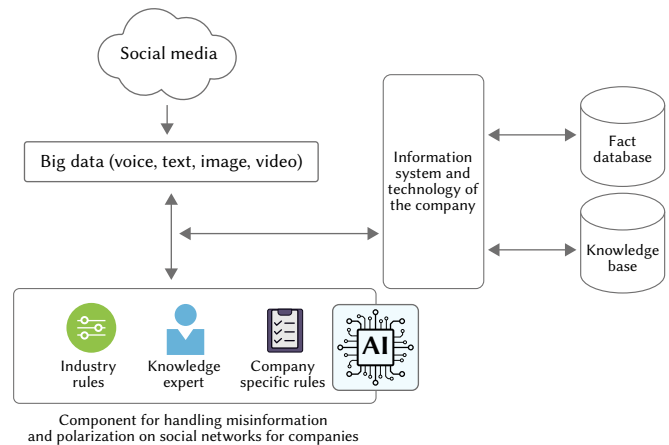 Social media
Big data (voice, text, image, video)
Information
system and
technology of
the company
Fact
database
Knowledge
base
Industry
rules
Knowledge
expert
Company
specific rules
AI
Component for handling misinformation
and polarization on social networks for companies